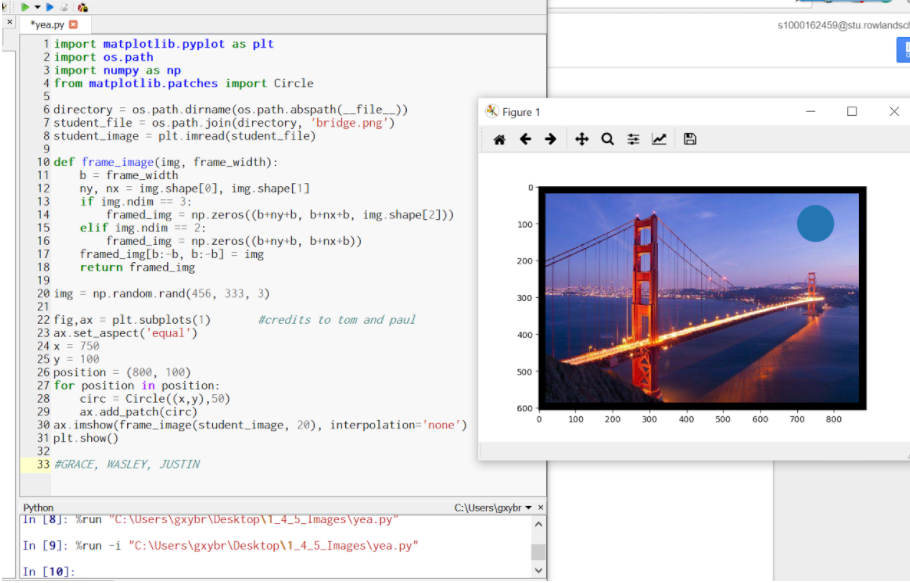 *yea.py
1 import matplotlib.pyplot as plt
2 import os.path
3 import numpy as np
4 from matplotlib.patches import Circle
5
6 directory = os.path.dirname(os.path.abspath(__file__))
7 student_file = os.path.join(directory, 'bridge.png')
8 student_image = plt.imread(student_file)
9
10 def frame_image(img, frame_width):
11     b = frame_width
12     ny, nx = img.shape[0], img.shape[1]
13     if img.ndim == 3:
14         framed_img = np.zeros((b+ny+b, b+nx+b, img.shape[2]))
15     elif img.ndim == 2:
16         framed_img = np.zeros((b+ny+b, b+nx+b))
17     framed_img[b:-b, b:-b] = img
18     return framed_img
19
20 img = np.random.rand(456, 333, 3)
21
22 fig,ax = plt.subplots(1)       #credits to tom and paul
23 ax.set_aspect('equal')
24 x = 750
25 y = 100
26 position = (800, 100)
27 for position in position:
28     circ = Circle((x,y),50)
29     ax.add_patch(circ)
30 ax.imshow(frame_image(student_image, 20), interpolation='none')
31 plt.show()
32
33 #GRACE, WASLEY, JUSTIN
Python C:\Users\gxybr
In [8]: %run "C:\Users\gxybr\Desktop\1_4_5_Images\yea.py"
In [9]: %run -i "C:\Users\gxybr\Desktop\1_4_5_Images\yea.py"
In [10]:
s1000162459@stu.rowlandsch
Figure 1
0
100
200
300
400
500
600
0 100 200 300 400 500 600 700 800